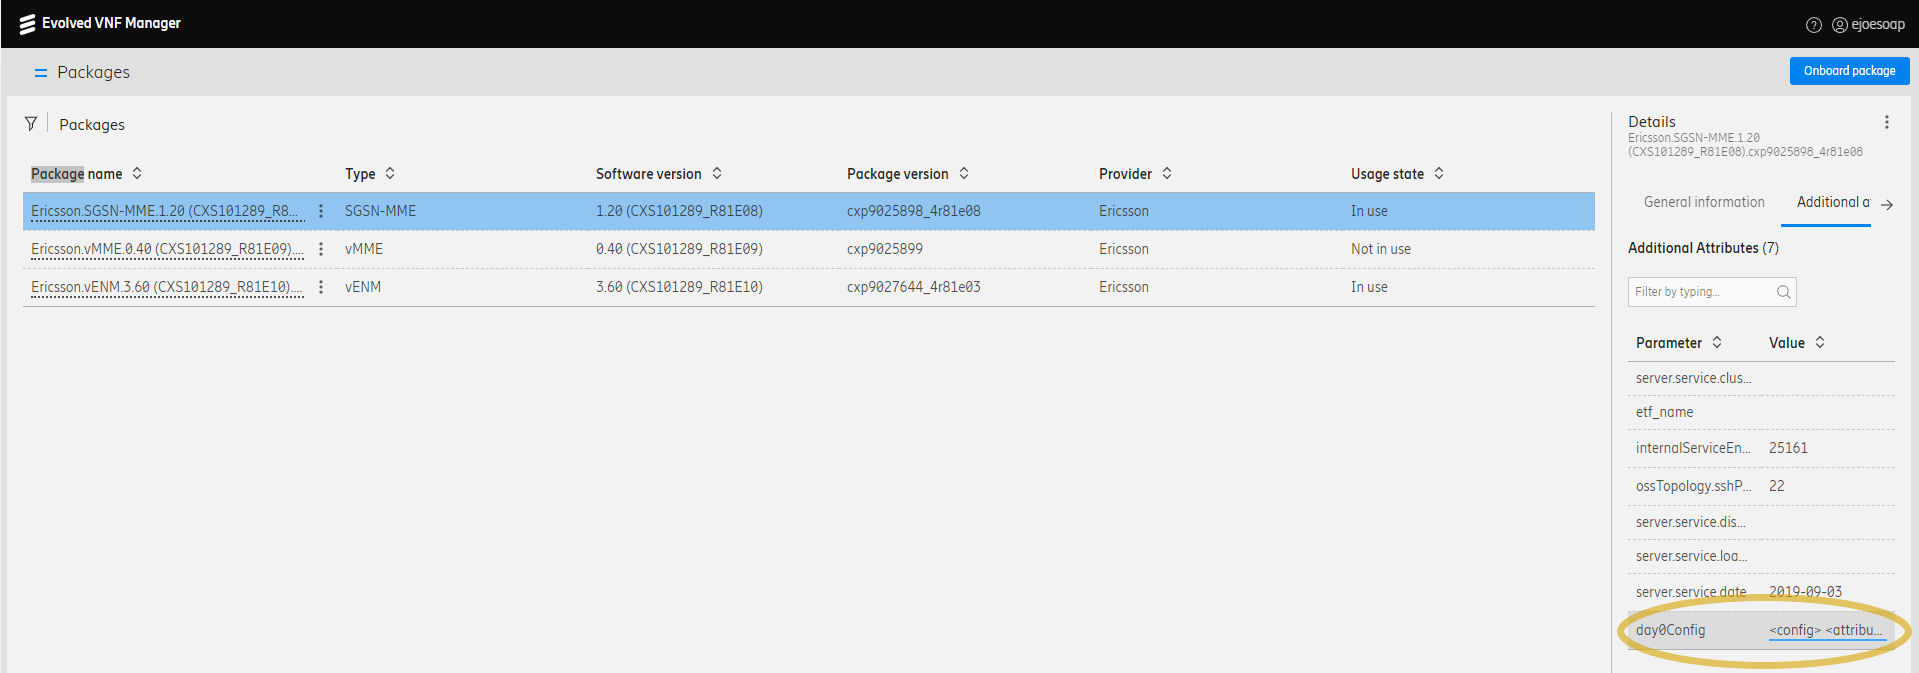 Evolved VNF Manager
ejoesoap
Packages
Onboard package
Packages
Package name Type Software version Package version Provider Usage state
Ericsson.SGSN-MME.1.20 (CXS101289_R8... SGSN-MME 1.20 (CXS101289_R81E08) cxp9025898_4r81e08 Ericsson In use
Ericsson.vMME.0.40 (CXS101289_R81E09).... vMME 0.40 (CXS101289_R81E09) cxp9025899 Ericsson Not in use
Ericsson.vENM.3.60 (CXS101289_R81E10).... vENM 3.60 (CXS101289_R81E10) cxp9027644_4r81e03 Ericsson In use
Details
Ericsson.SGSN-MME.1.20
(CXS101289_R81E08).cxp9025898_4r81e08
General information Additional a
Additional Attributes (7)
Filter by typing...
Parameter Value
server.service.clus...
etf_name
internalServiceEn... 25161
ossTopology.sshP... 22
server.service.dis...
server.service.loa...
server.service.date 2019-09-03
day0Config <config> <attribu...